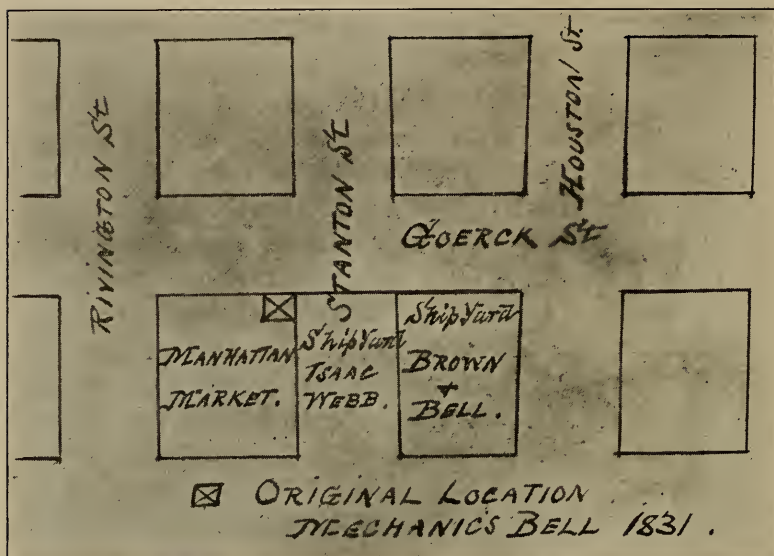 RIVINGTON St
STANTON St
HOUSTON St
GOERCK St
MANHATTAN
MARKET.
Ship Yard
ISAAC
WEBB.
Ship Yard
BROWN
+
BELL.
ORIGINAL LOCATION
MECHANICS BELL 1831.